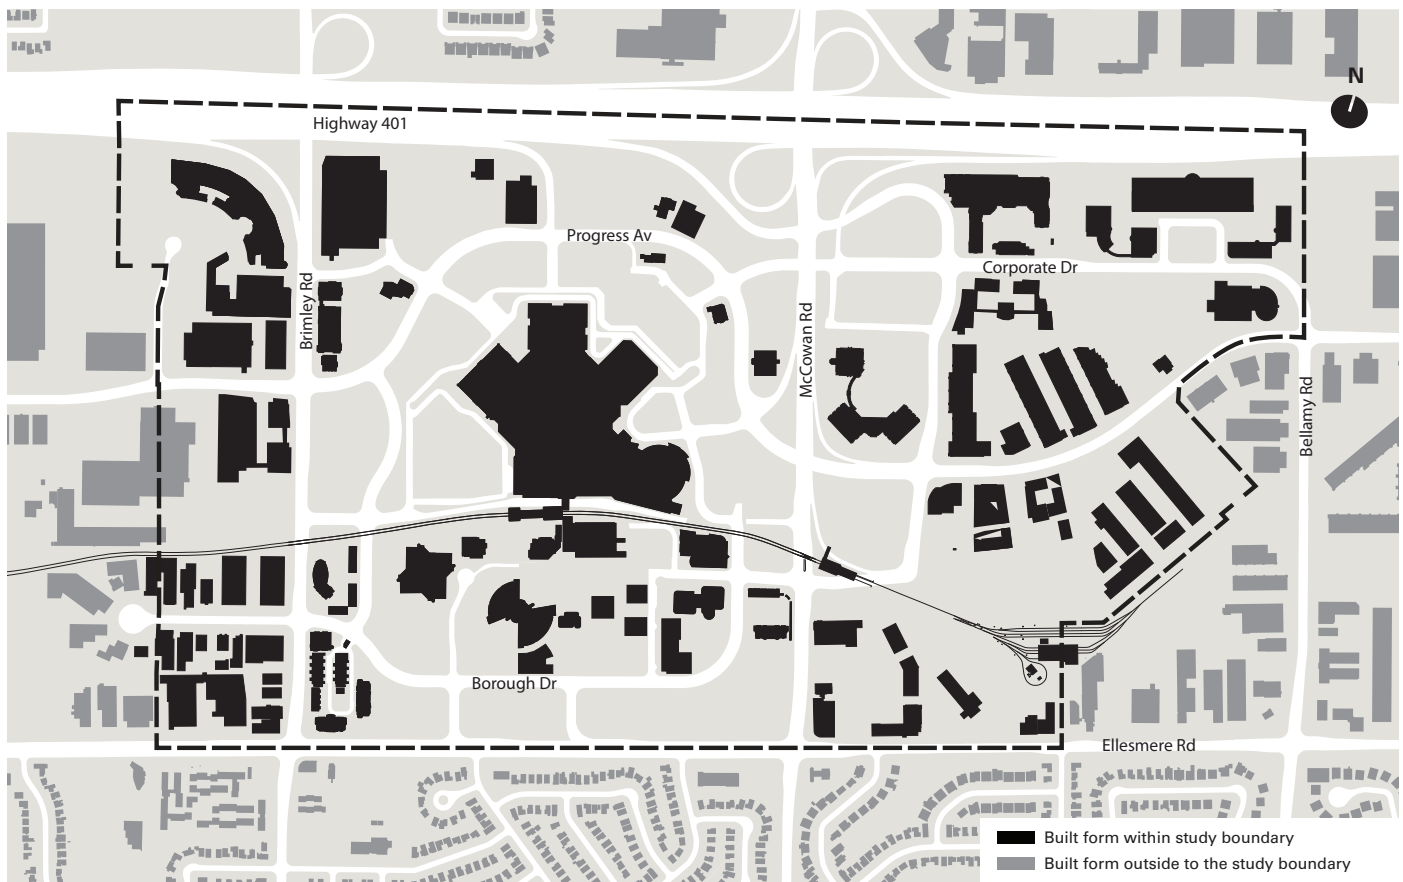 N
Highway 401
Progress Av
Corporate Dr
Brimley Rd
McCowan Rd
Bellamy Rd
Borough Dr
Ellesmere Rd
Built form within study boundary
Built form outside to the study boundary